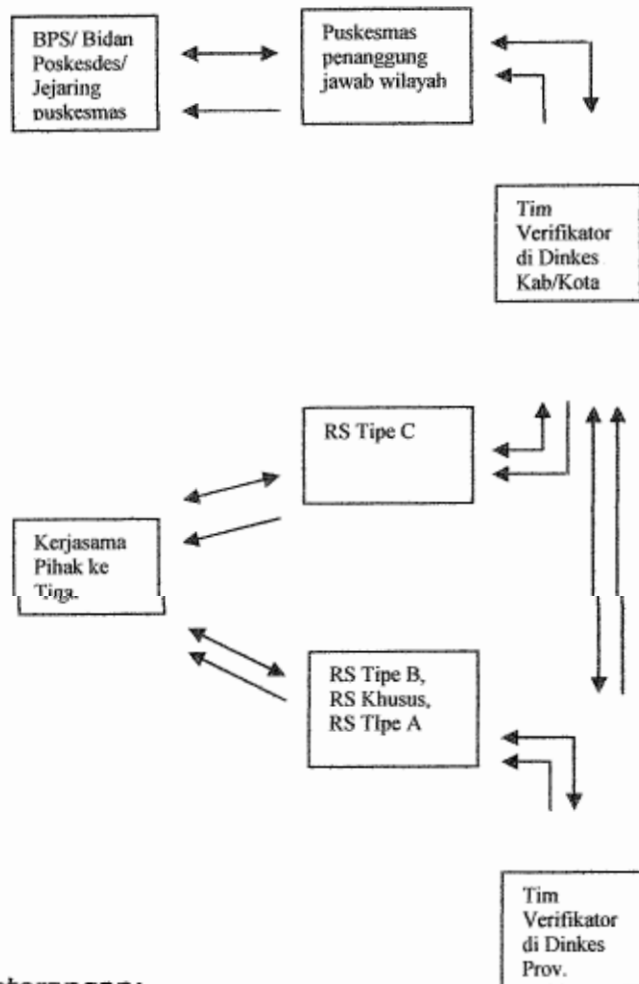 BPS/ Bidan
Poskesdes/
Jejaring
puskesmas
Puskesmas
penanggung
jawab wilayah
Tim
Verifikator
di Dinkes
Kab/Kota
RS Tipe C
Kerjasama
Pihak ke
Tiga.
RS Tipe B,
RS Khusus,
RS TIpe A
Tim
Verifikator
di Dinkes
Prov.